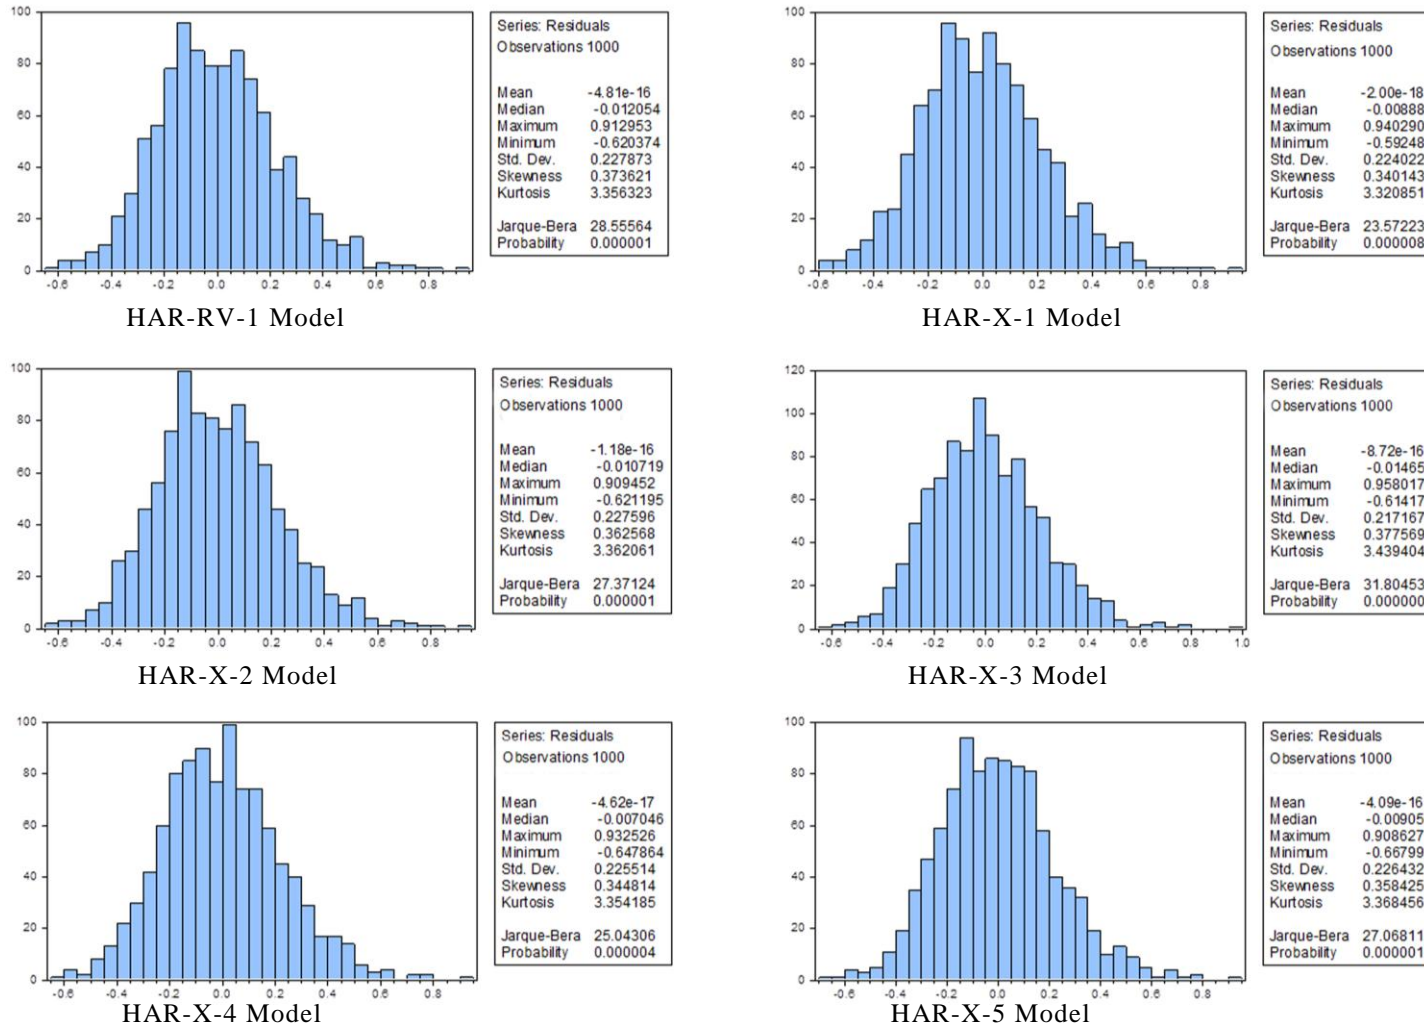 100
80
60
40
20
0
-0.6 -0.4 -0.2 0.0 0.2 0.4 0.6 0.8
Series: Residuals
Observations 1000
Mean -4.81e-16
Median -0.012054
Maximum 0.912953
Minimum -0.620374
Std. Dev. 0.227873
Skewness 0.373621
Kurtosis 3.356323
Jarque-Bera 28.55564
Probability 0.000001
HAR-RV-1 Model
100
80
60
40
20
0
-0.6 -0.4 -0.2 0.0 0.2 0.4 0.6 0.8
Series: Residuals
Observations 1000
Mean -2.00e-18
Median -0.00888
Maximum 0.940290
Minimum -0.59248
Std. Dev. 0.224022
Skewness 0.340143
Kurtosis 3.320851
Jarque-Bera 23.57223
Probability 0.000008
HAR-X-1 Model
100
80
60
40
20
0
-0.6 -0.4 -0.2 0.0 0.2 0.4 0.6 0.8
Series: Residuals
Observations 1000
Mean -1.18e-16
Median -0.010719
Maximum 0.909452
Minimum -0.621195
Std. Dev. 0.227596
Skewness 0.362568
Kurtosis 3.362061
Jarque-Bera 27.37124
Probability 0.000001
HAR-X-2 Model
120
100
80
60
40
20
0
-0.6 -0.4 -0.2 0.0 0.2 0.4 0.6 0.8 1.0
Series: Residuals
Observations 1000
Mean -8.72e-16
Median -0.01465
Maximum 0.958017
Minimum -0.61417
Std. Dev. 0.217167
Skewness 0.377569
Kurtosis 3.439404
Jarque-Bera 31.80453
Probability 0.000000
HAR-X-3 Model
100
80
60
40
20
0
-0.6 -0.4 -0.2 0.0 0.2 0.4 0.6 0.8
Series: Residuals
Observations 1000
Mean -4.62e-17
Median -0.007046
Maximum 0.932526
Minimum -0.647864
Std. Dev. 0.225514
Skewness 0.344814
Kurtosis 3.354185
Jarque-Bera 25.04306
Probability 0.000004
HAR-X-4 Model
100
80
60
40
20
0
-0.6 -0.4 -0.2 0.0 0.2 0.4 0.6 0.8
Series: Residuals
Observations 1000
Mean -4.09e-16
Median -0.00905
Maximum 0.908627
Minimum -0.66799
Std. Dev. 0.226432
Skewness 0.358425
Kurtosis 3.368456
Jarque-Bera 27.06811
Probability 0.000001
HAR-X-5 Model